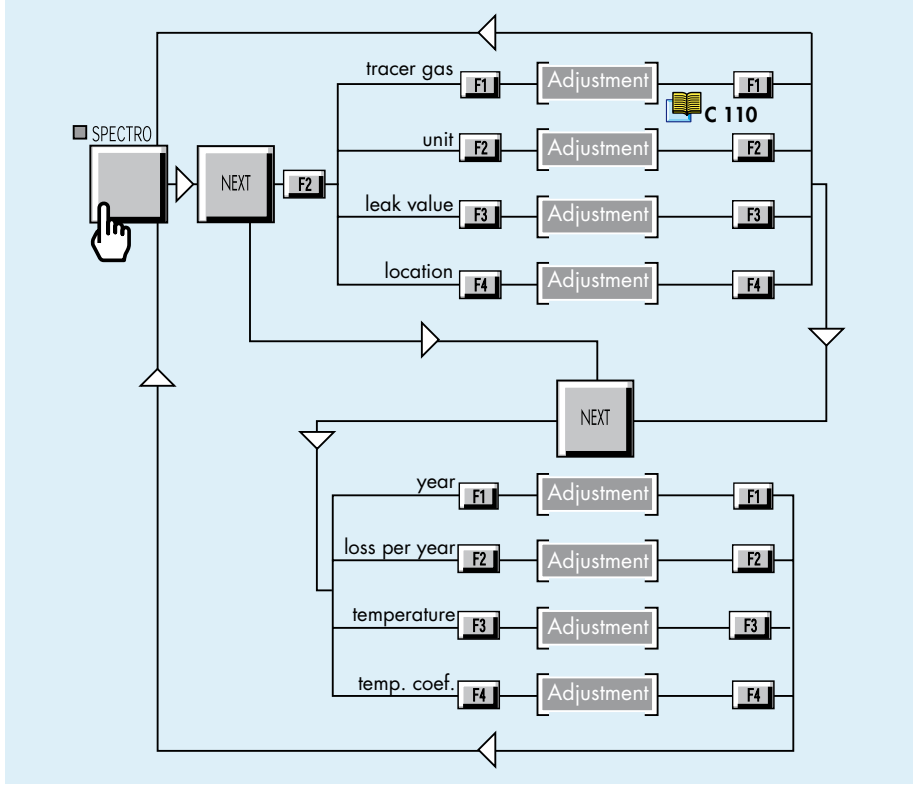 tracer gas F1 Adjustment F1
C 110
SPECTRO
unit F2 Adjustment F2
NEXT F2
leak value F3 Adjustment F3
location F4 Adjustment F4
NEXT
year F1 Adjustment F1
loss per year F2 Adjustment F2
temperature F3 Adjustment F3
temp. coef. F4 Adjustment F4